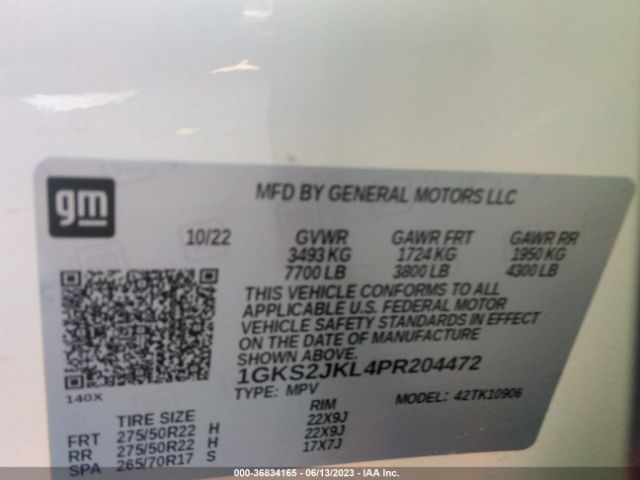 gm
MFD BY GENERAL MOTORS LLC
10/22 GVWR GAWR FRT GAWR RR
3493 KG 1724 KG 1950 KG
7700 LB 3800 LB 4300 LB
THIS VEHICLE CONFORMS TO ALL
APPLICABLE U.S. FEDERAL MOTOR
VEHICLE SAFETY STANDARDS IN EFFECT
ON THE DATE OF MANUFACTURE
SHOWN ABOVE.
1GKS2JKL4PR204472
140X
TYPE: MPV MODEL: 42TK10906
TIRE SIZE RIM
FRT 275/50R22 H 22X9J
RR 275/50R22 H 22X9J
SPA 265/70R17 S 17X7J
000-36834165 - 06/13/2023 - IAA Inc.